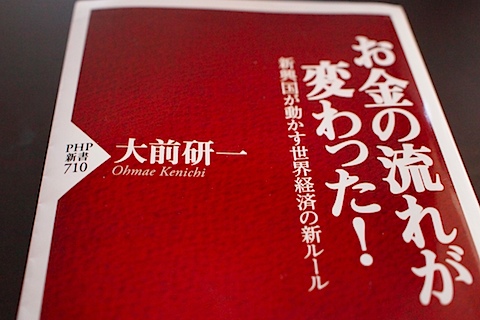 お金の流れが
変わった!
新興国が動かす世界経済の新ルール
大前研一
Ohmae Kenichi
PHP
新書
710